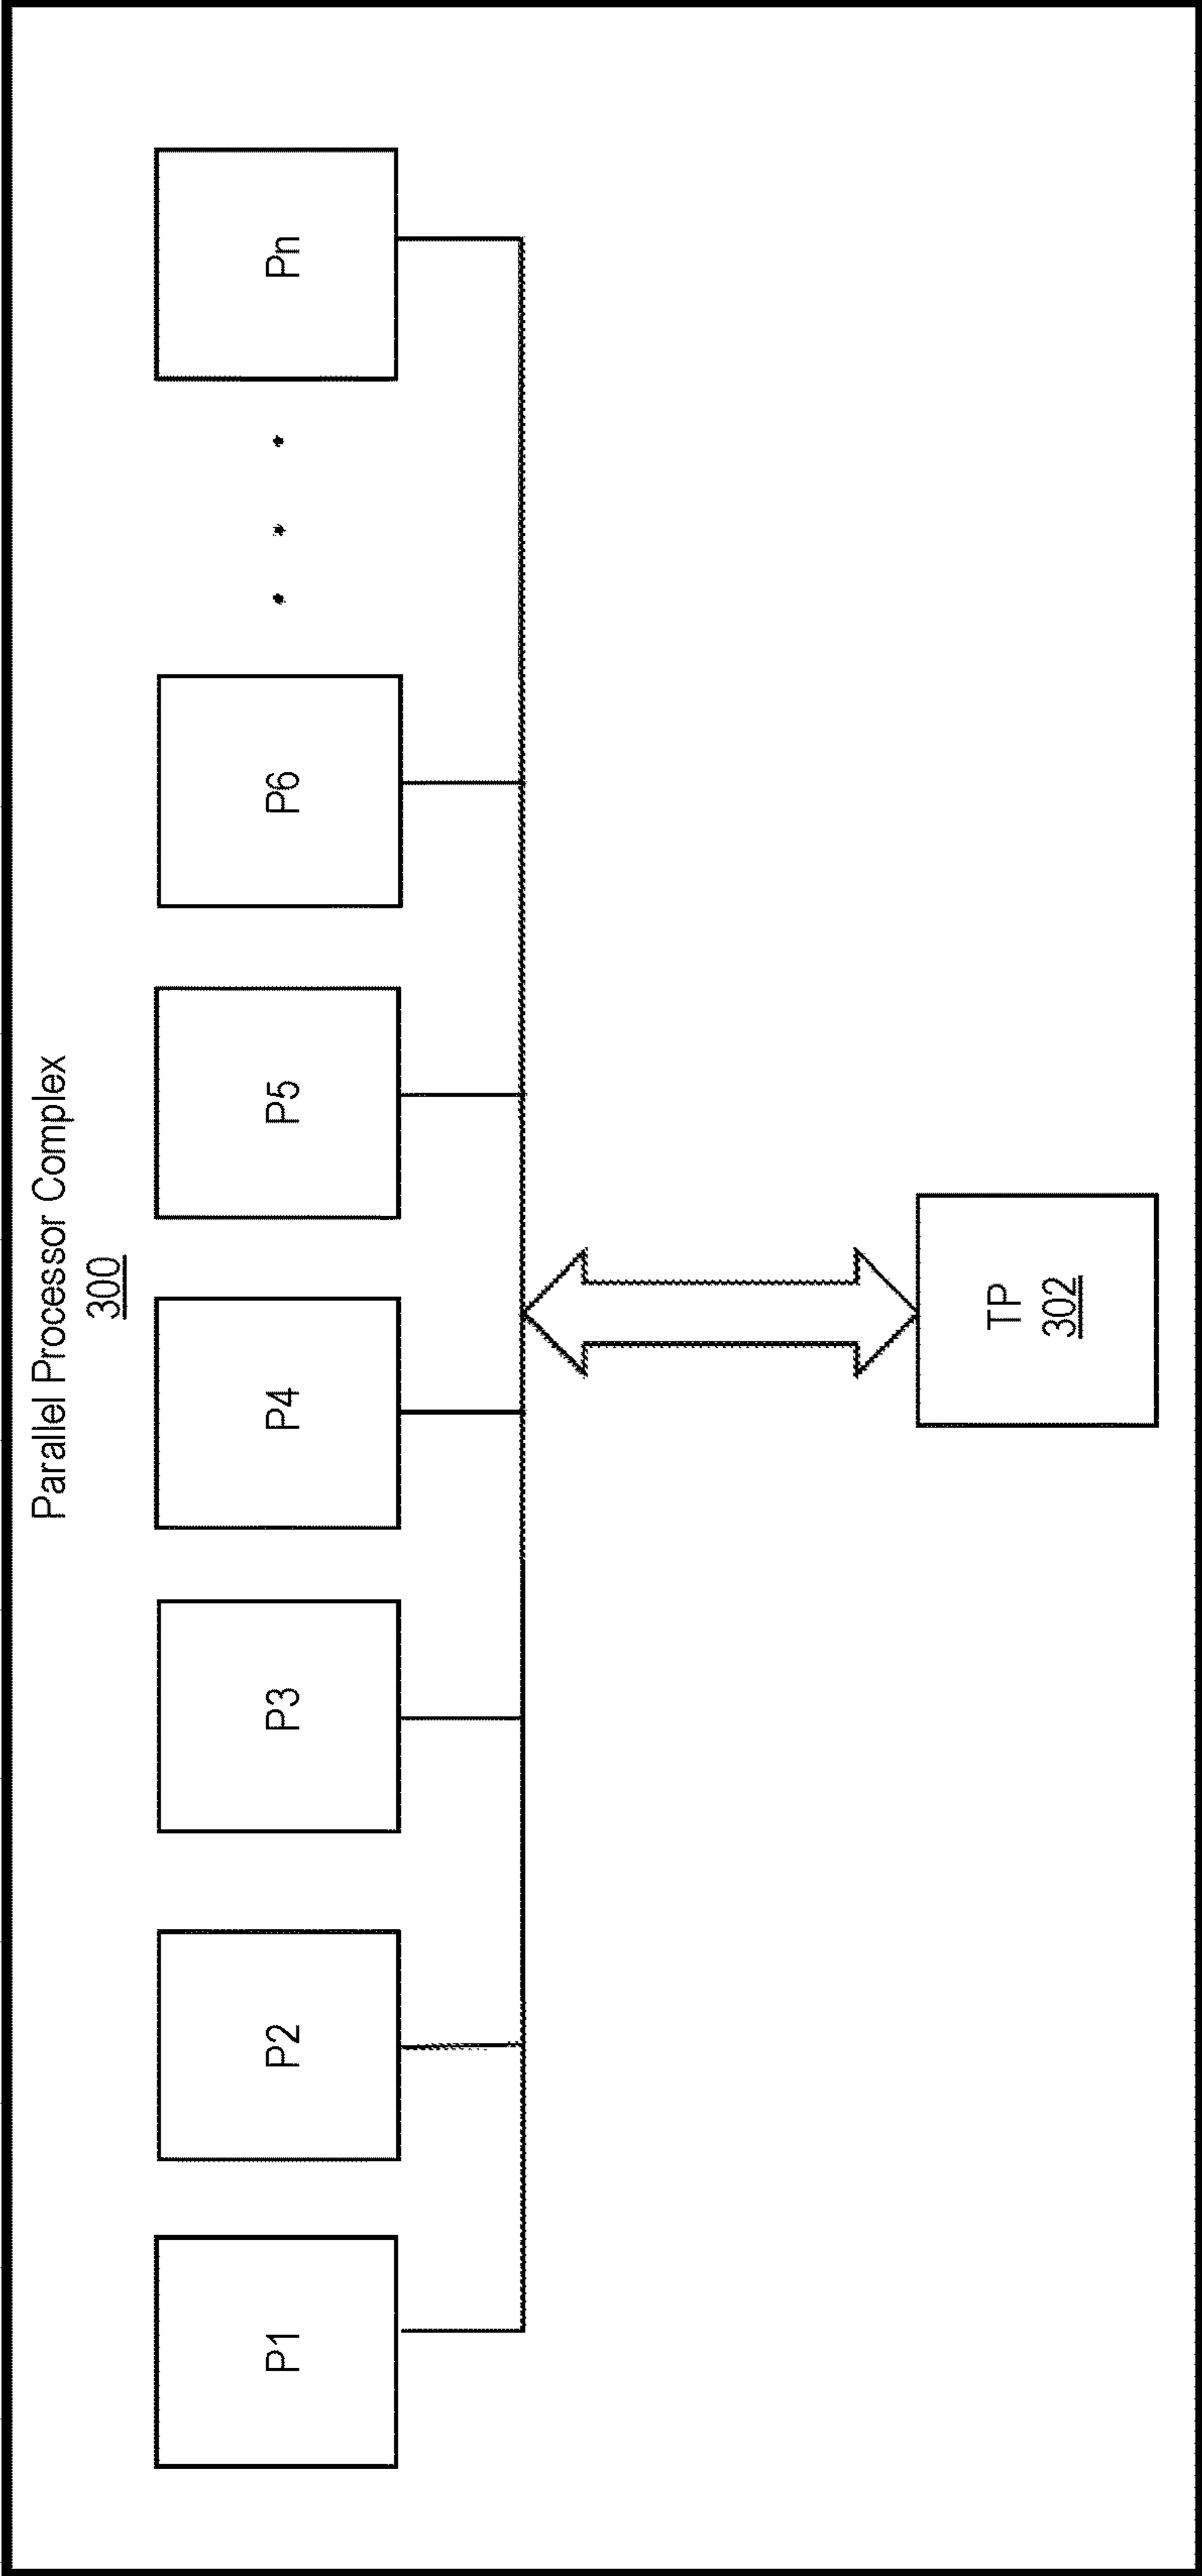 Parallel Processor Complex
300
P1
P2
P3
P4
P5
P6
Pn
TP
302